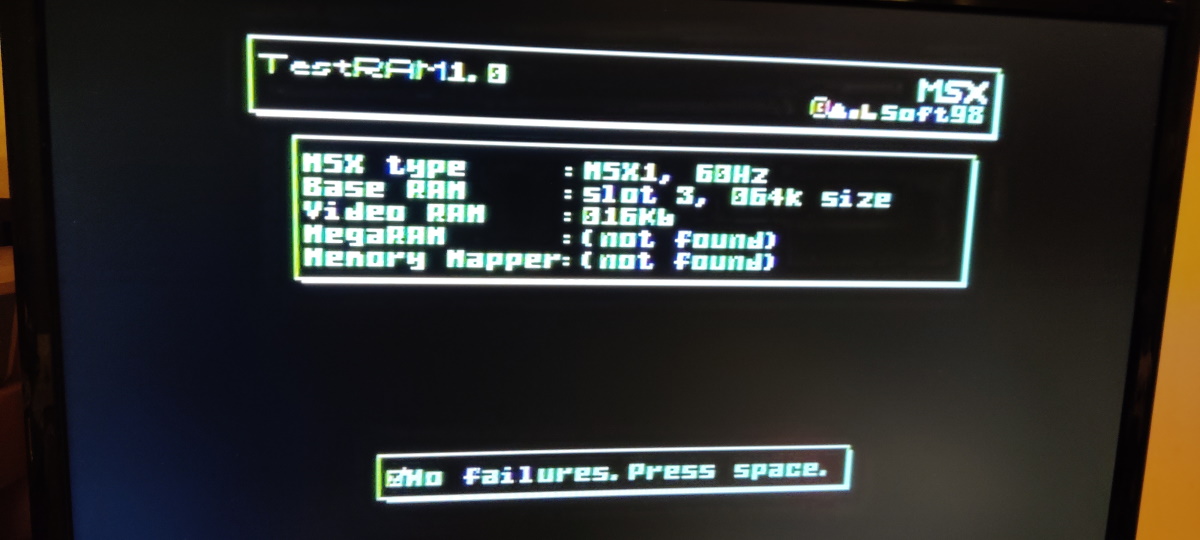 TestRAM1.0
MSX
@A.L Soft98
MSX type :MSX1, 60Hz
Base RAM :slot 3, 064k size
Video RAM :016Kb
MegaRAM :(not found)
Memory Mapper:(not found)
No failures. Press space.